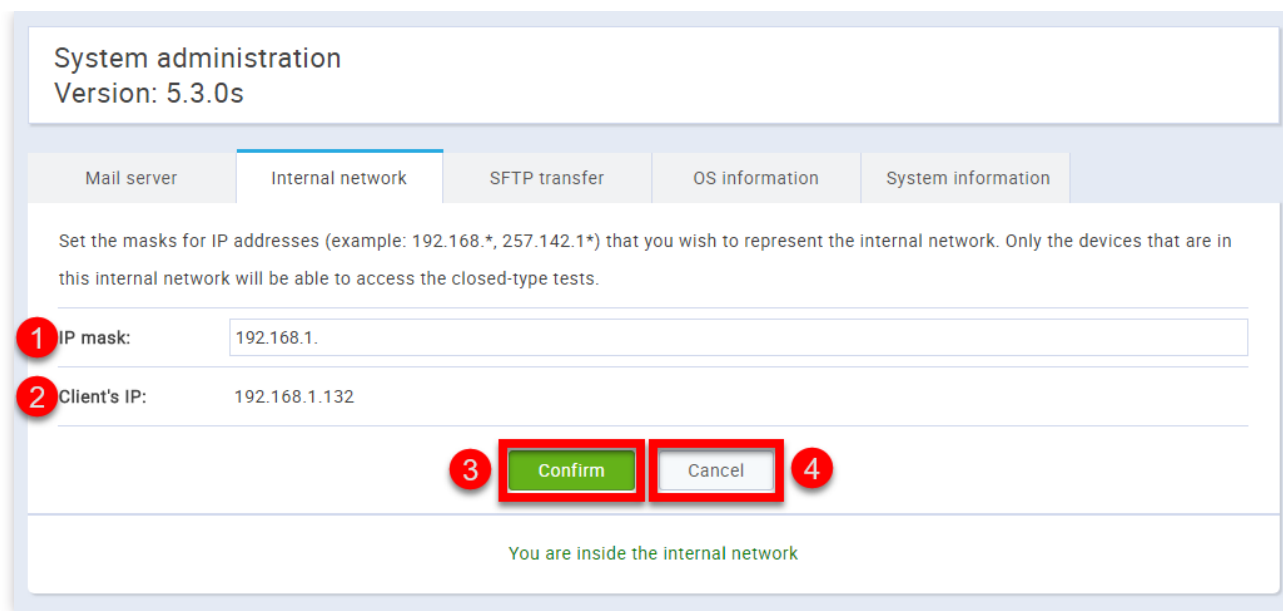 System administration
Version: 5.3.0s
Mail server Internal network SFTP transfer OS information System information
Set the masks for IP addresses (example: 192.168.*, 257.142.1*) that you wish to represent the internal network. Only the devices that are in
this internal network will be able to access the closed-type tests.
1 IP mask: 192.168.1.
2 Client's IP: 192.168.1.132
3 Confirm Cancel 4
You are inside the internal network